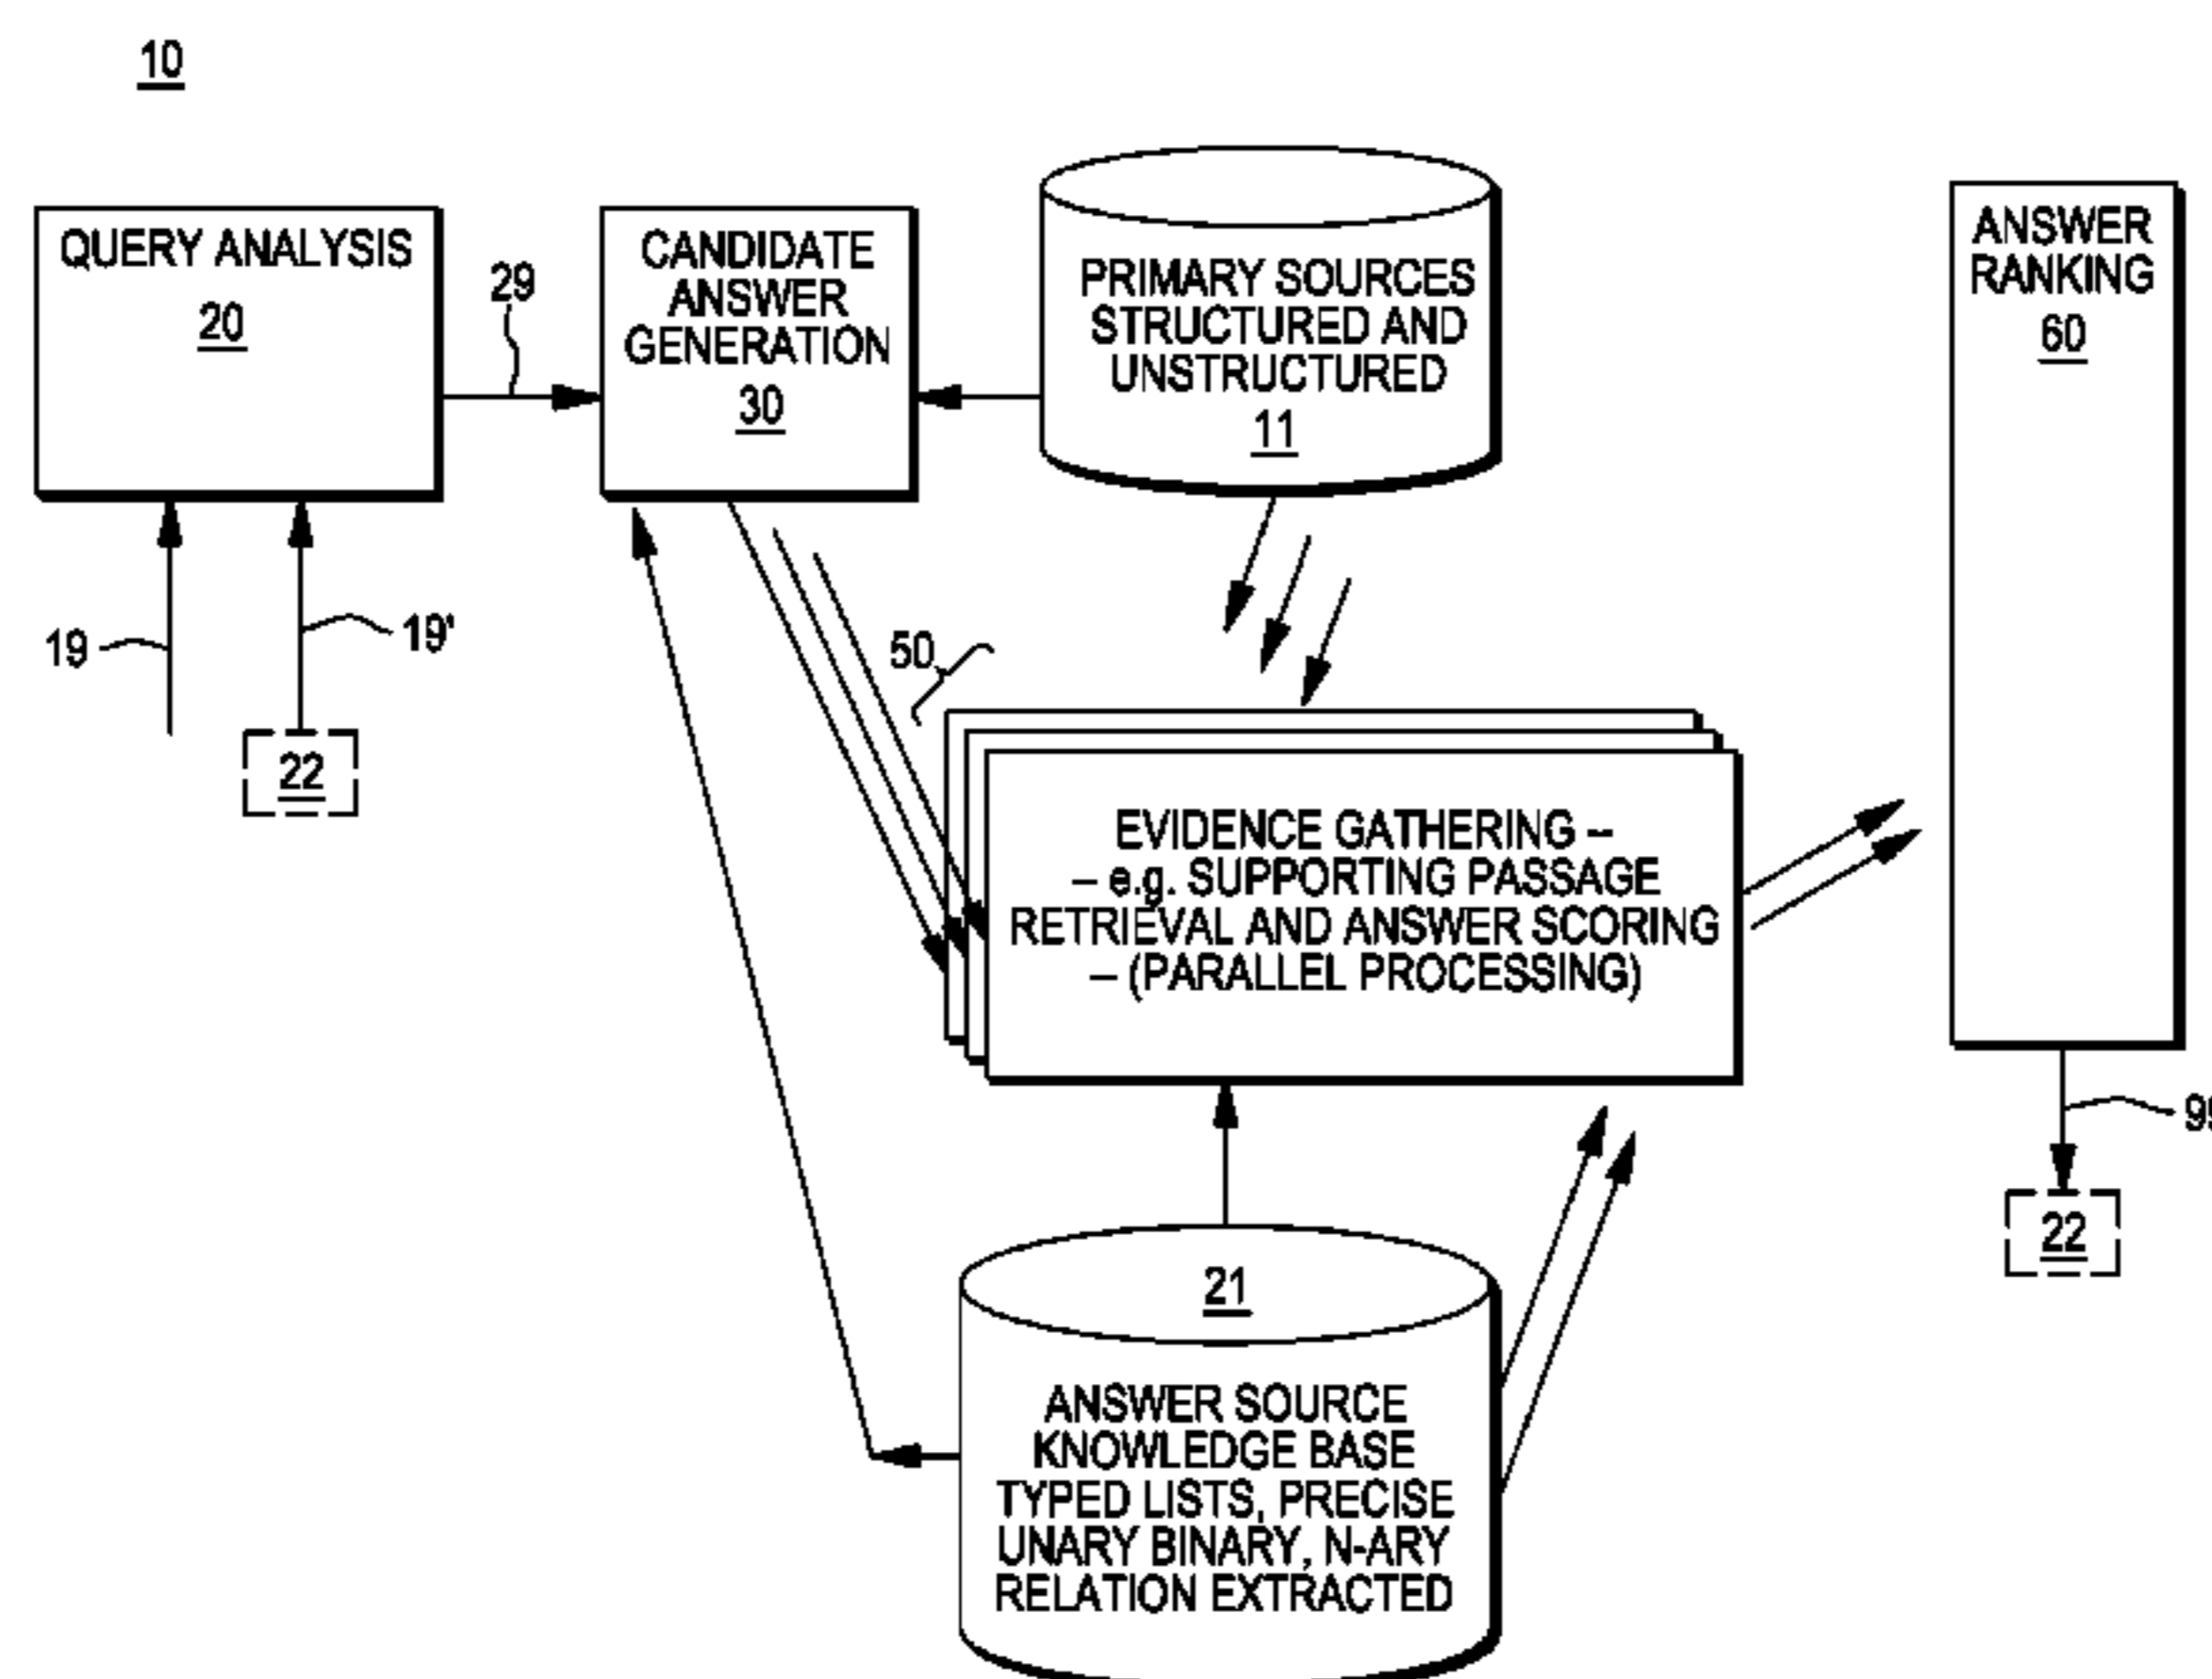 10
QUERY ANALYSIS
20
29
CANDIDATE
ANSWER
GENERATION
30
PRIMARY SOURCES
STRUCTURED AND
UNSTRUCTURED
11
ANSWER
RANKING
60
19
19'
22
50
EVIDENCE GATHERING --
– e.g. SUPPORTING PASSAGE
RETRIEVAL AND ANSWER SCORING
– (PARALLEL PROCESSING)
22
21
ANSWER SOURCE
KNOWLEDGE BASE
TYPED LISTS, PRECISE
UNARY BINARY, N-ARY
RELATION EXTRACTED